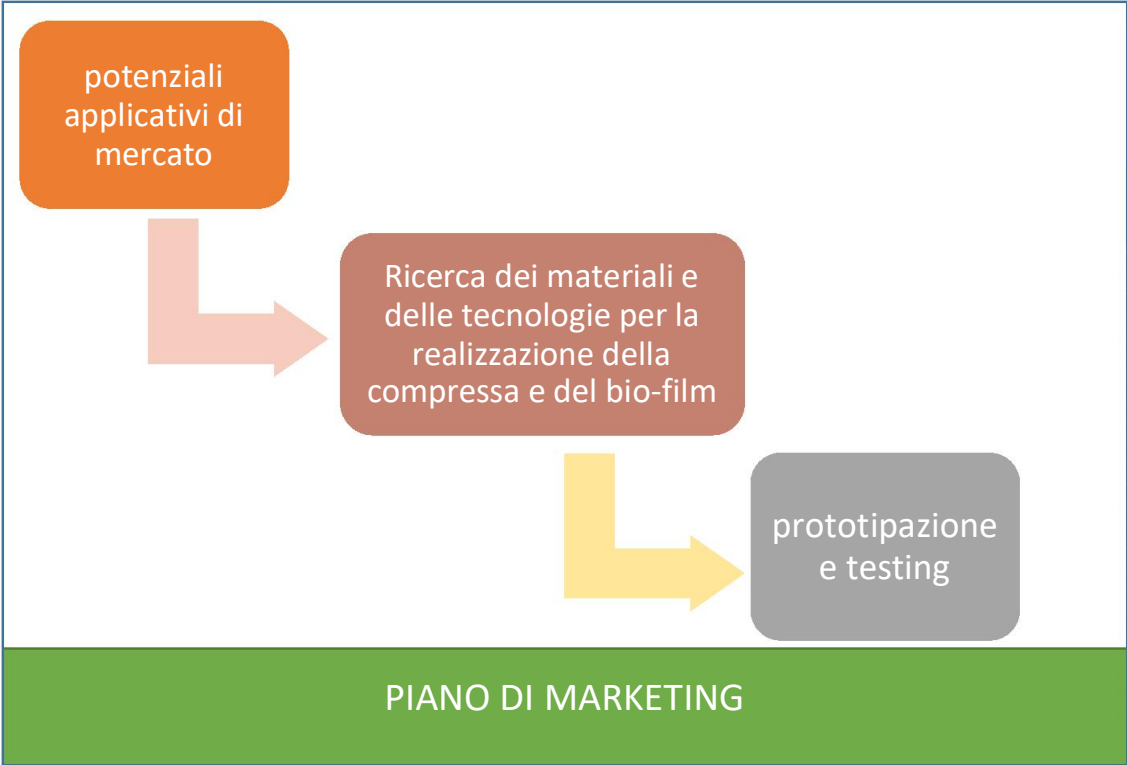 potenziali
applicativi di
mercato
Ricerca dei materiali e
delle tecnologie per la
realizzazione della
compressa e del bio-film
prototipazione
e testing
PIANO DI MARKETING